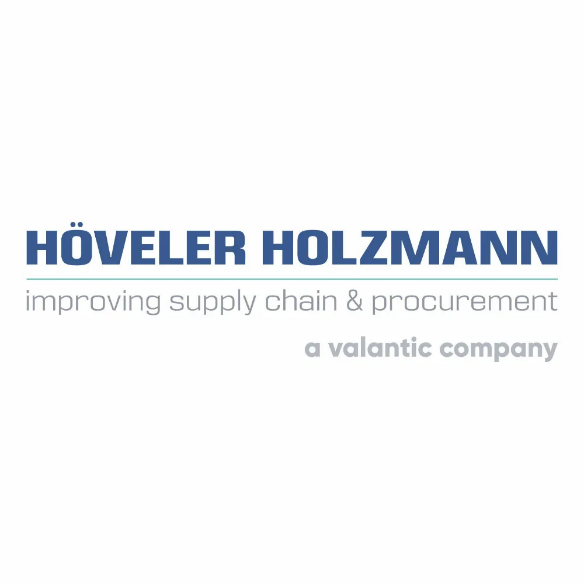 HÖVELER HOLZMANN
improving supply chain & procurement
a valantic company